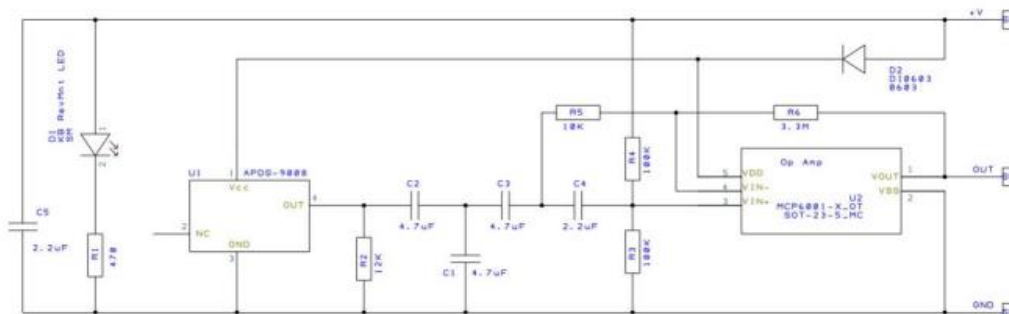 +V
D1
KB RevMnt LED
SM
1
2
C5
2.2uF
R1
470
U1
APDS-9008
1
Vcc
OUT
4
2
NC
GND
3
R2
12K
C2
4.7uF
C1
4.7uF
C3
4.7uF
R5
10K
C4
2.2uF
R4
100K
R3
100K
R6
3.3M
D2
DI0603
0603
Op Amp
5
VDD
4
VIN-
3
VIN+
VOUT
1
VSS
2
U2
MCP6001-X_OT
SOT-23-5_MC
OUT
GND